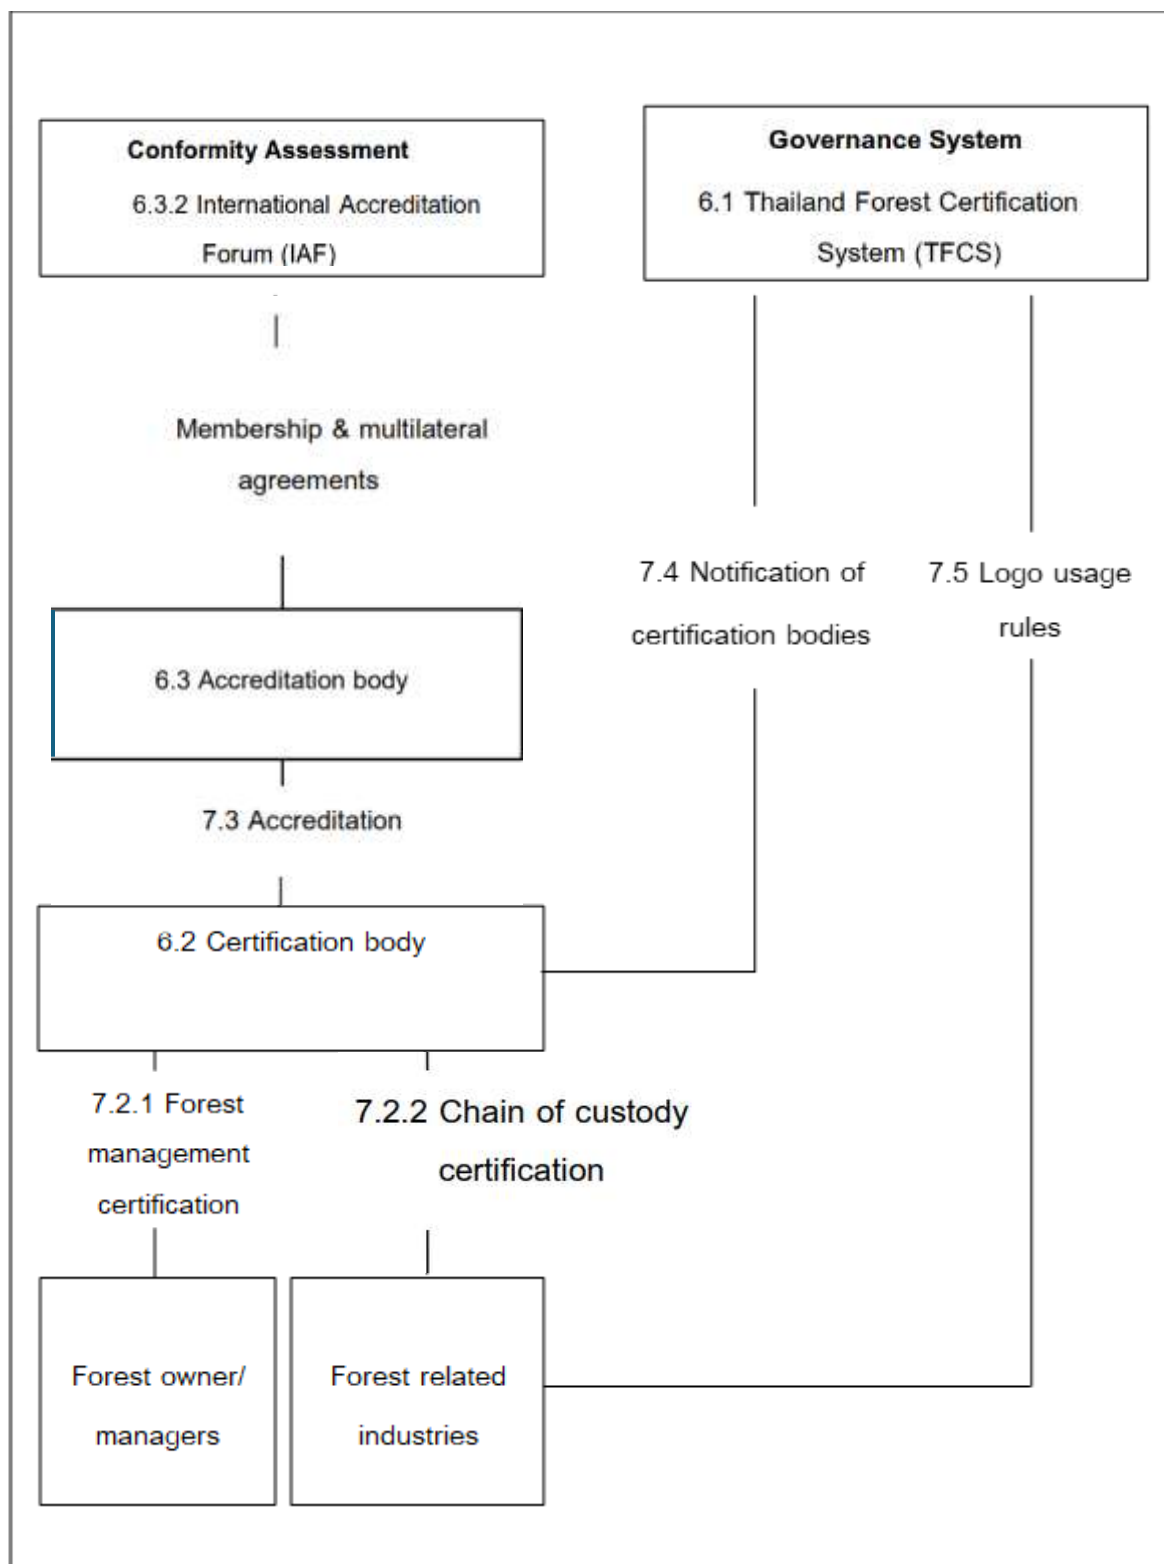 Conformity Assessment
6.3.2 International Accreditation
Forum (IAF)
Governance System
6.1 Thailand Forest Certification
System (TFCS)
Membership & multilateral
agreements
7.4 Notification of
certification bodies
7.5 Logo usage
rules
6.3 Accreditation body
7.3 Accreditation
6.2 Certification body
7.2.1 Forest
management
certification
7.2.2 Chain of custody
certification
Forest owner/
managers
Forest related
industries